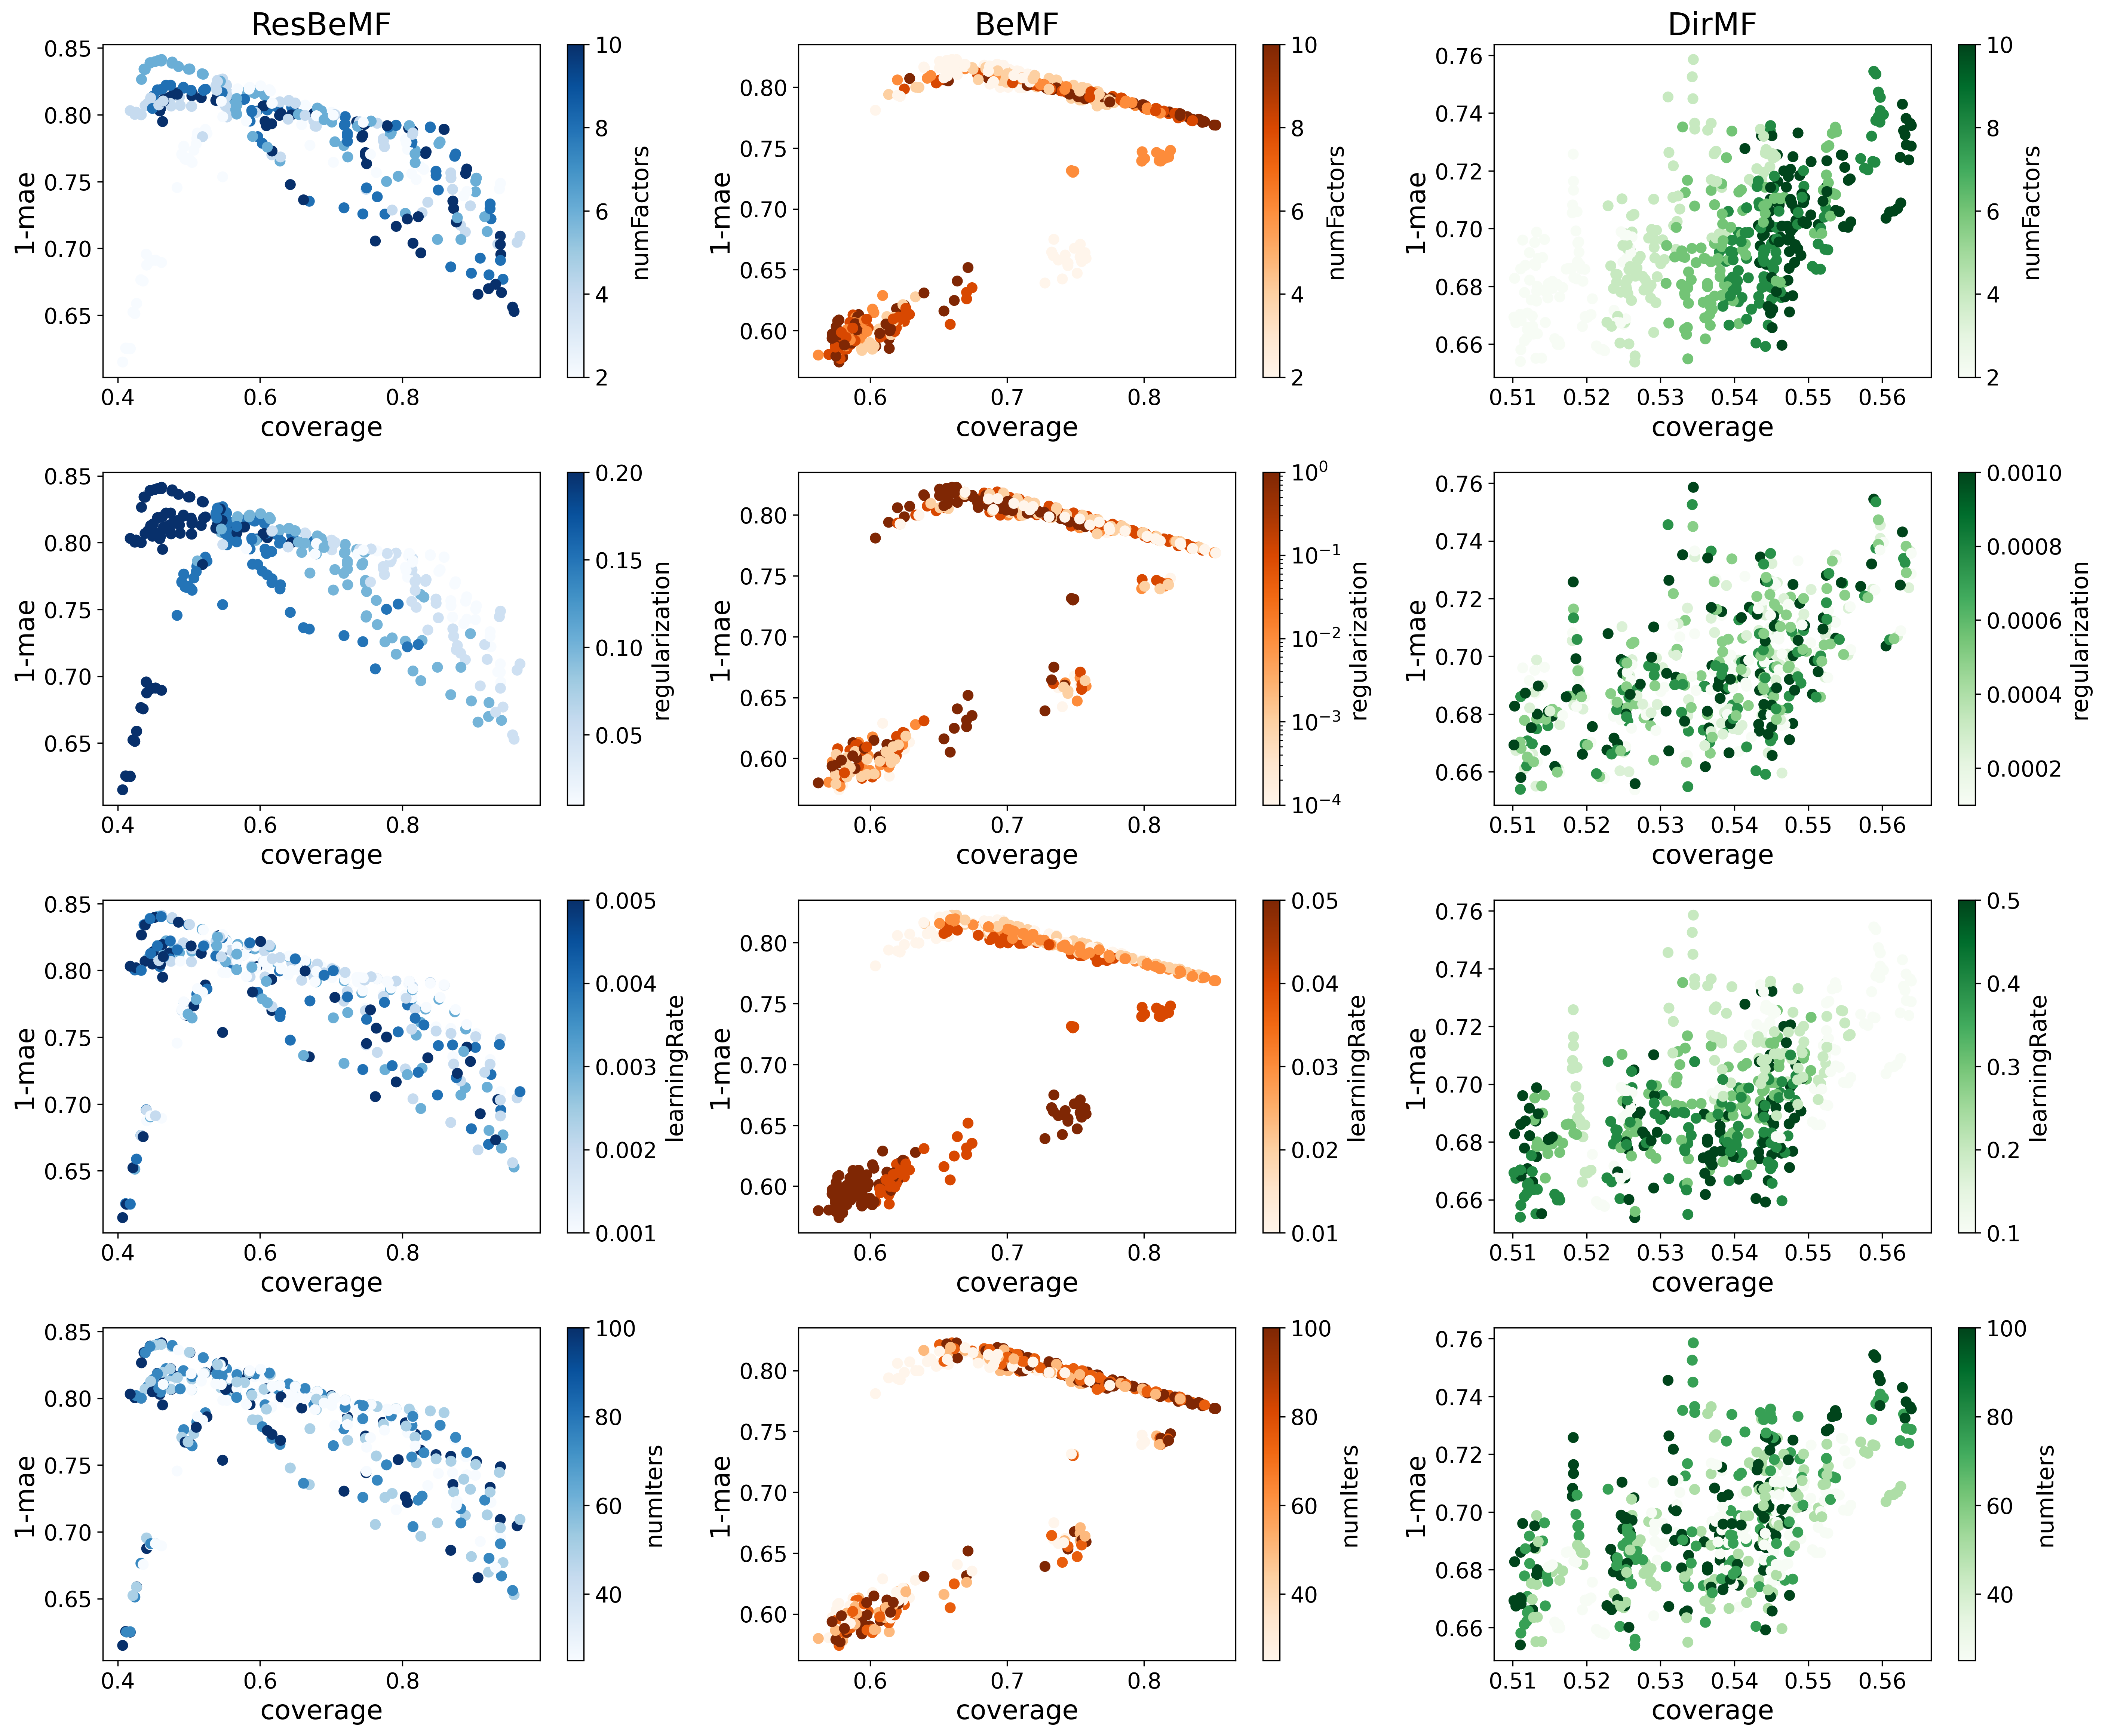 ResBeMF BeMF DirMF
0.85 0.80 0.75 0.70 0.65
1-mae
0.4 0.6 0.8
coverage
10 8 6 4 2
numFactors
0.80 0.75 0.70 0.65 0.60
1-mae
0.6 0.7 0.8
coverage
10 8 6 4 2
numFactors
0.76 0.74 0.72 0.70 0.68 0.66
1-mae
0.51 0.52 0.53 0.54 0.55 0.56
coverage
10 8 6 4 2
numFactors
0.85 0.80 0.75 0.70 0.65
1-mae
0.4 0.6 0.8
coverage
0.20 0.15 0.10 0.05
regularization
0.80 0.75 0.70 0.65 0.60
1-mae
0.6 0.7 0.8
coverage
10⁰ 10⁻¹ 10⁻² 10⁻³ 10⁻⁴
regularization
0.76 0.74 0.72 0.70 0.68 0.66
1-mae
0.51 0.52 0.53 0.54 0.55 0.56
coverage
0.0010 0.0008 0.0006 0.0004 0.0002
regularization
0.85 0.80 0.75 0.70 0.65
1-mae
0.4 0.6 0.8
coverage
0.005 0.004 0.003 0.002 0.001
learningRate
0.80 0.75 0.70 0.65 0.60
1-mae
0.6 0.7 0.8
coverage
0.05 0.04 0.03 0.02 0.01
learningRate
0.76 0.74 0.72 0.70 0.68 0.66
1-mae
0.51 0.52 0.53 0.54 0.55 0.56
coverage
0.5 0.4 0.3 0.2 0.1
learningRate
0.85 0.80 0.75 0.70 0.65
1-mae
0.4 0.6 0.8
coverage
100 80 60 40
numIters
0.80 0.75 0.70 0.65 0.60
1-mae
0.6 0.7 0.8
coverage
100 80 60 40
numIters
0.76 0.74 0.72 0.70 0.68 0.66
1-mae
0.51 0.52 0.53 0.54 0.55 0.56
coverage
100 80 60 40
numIters